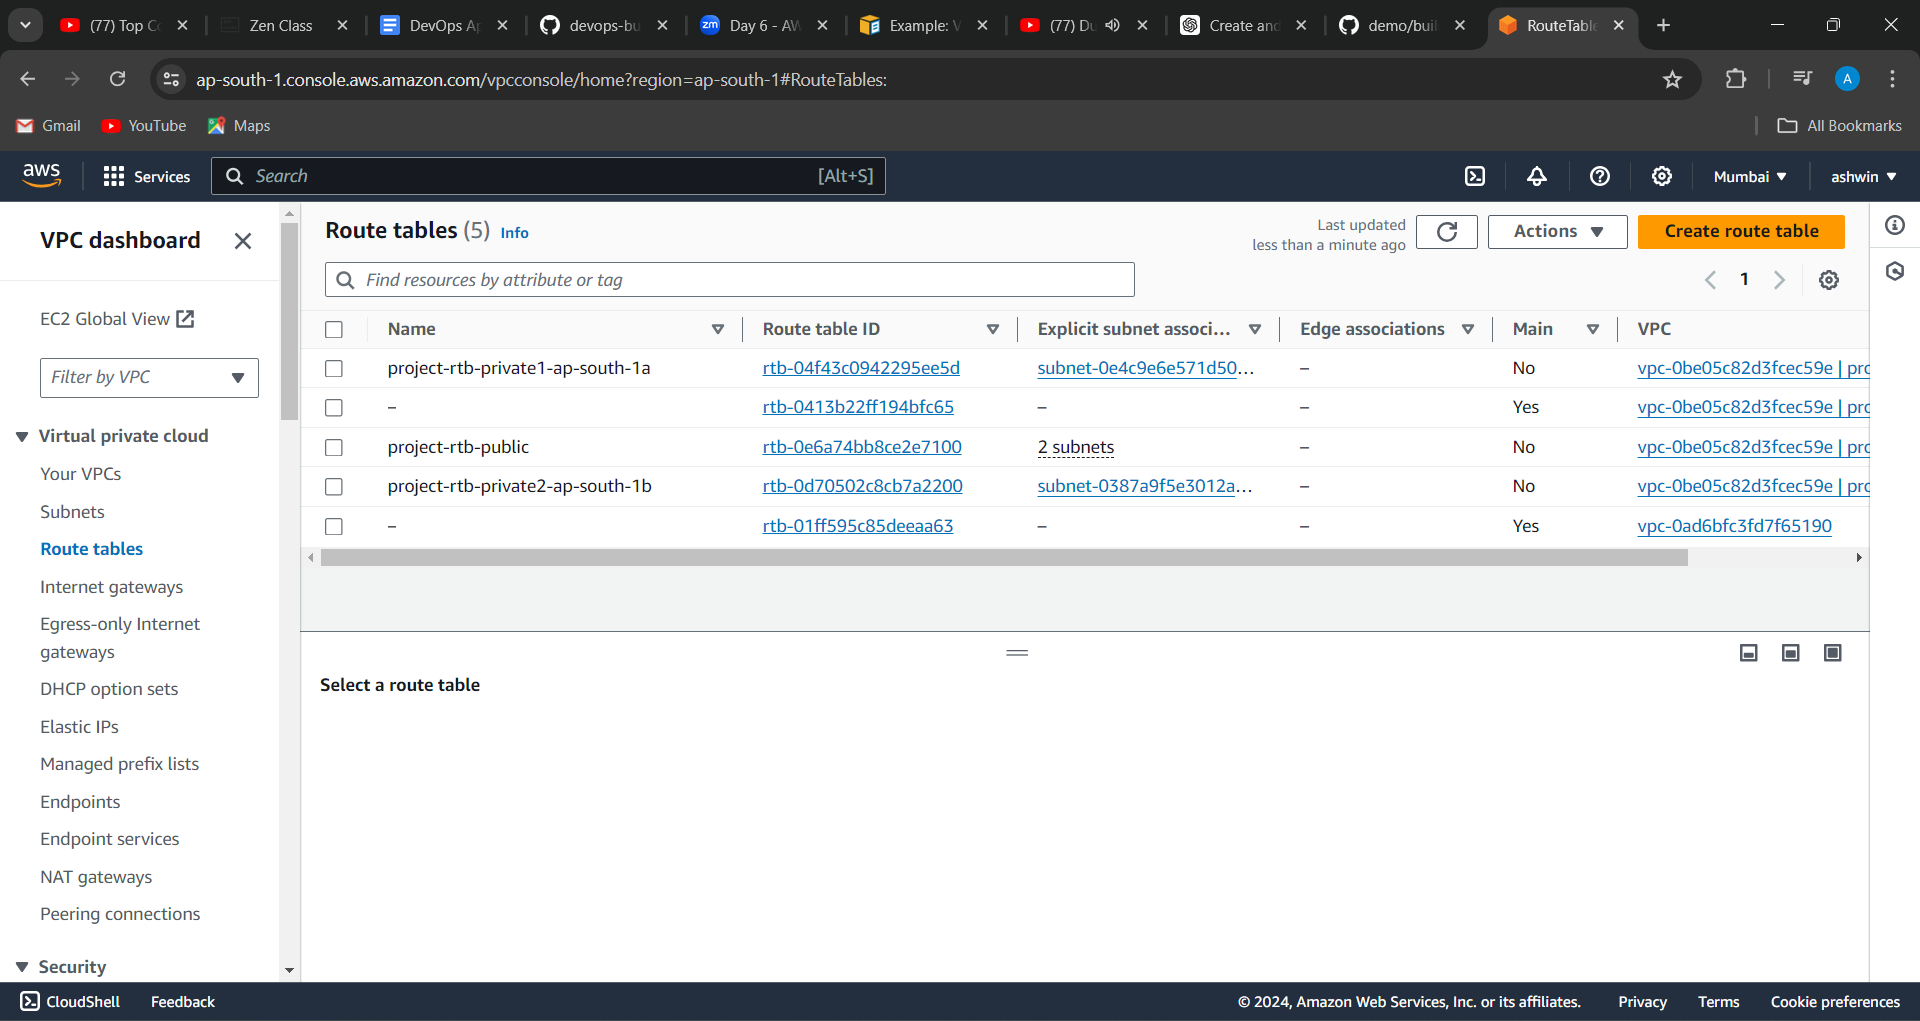 (77) Top Co
Zen Class
DevOps Ap
devops-bu
zm
Day 6 - AW
Example: V
(77) Du
Create and
demo/buil
RouteTable
ap-south-1.console.aws.amazon.com/vpcconsole/home?region=ap-south-1#RouteTables:
A
Gmail
YouTube
Maps
All Bookmarks
aws
Services
Search
[Alt+S]
Mumbai
ashwin
VPC dashboard
EC2 Global View
Filter by VPC
Virtual private cloud
Your VPCs
Subnets
Route tables
Internet gateways
Egress-only Internet
gateways
DHCP option sets
Elastic IPs
Managed prefix lists
Endpoints
Endpoint services
NAT gateways
Peering connections
Security
Route tables (5) Info
Last updated
less than a minute ago
Actions
Create route table
Find resources by attribute or tag
1
Name Route table ID Explicit subnet associ... Edge associations Main VPC
project-rtb-private1-ap-south-1a rtb-04f43c0942295ee5d subnet-0e4c9e6e571d50... – No vpc-0be05c82d3fcec59e | pro
– rtb-0413b22ff194bfc65 – – Yes vpc-0be05c82d3fcec59e | pro
project-rtb-public rtb-0e6a74bb8ce2e7100 2 subnets – No vpc-0be05c82d3fcec59e | pro
project-rtb-private2-ap-south-1b rtb-0d70502c8cb7a2200 subnet-0387a9f5e3012a... – No vpc-0be05c82d3fcec59e | pro
– rtb-01ff595c85deeaa63 – – Yes vpc-0ad6bfc3fd7f65190
Select a route table
CloudShell
Feedback
© 2024, Amazon Web Services, Inc. or its affiliates.
Privacy
Terms
Cookie preferences